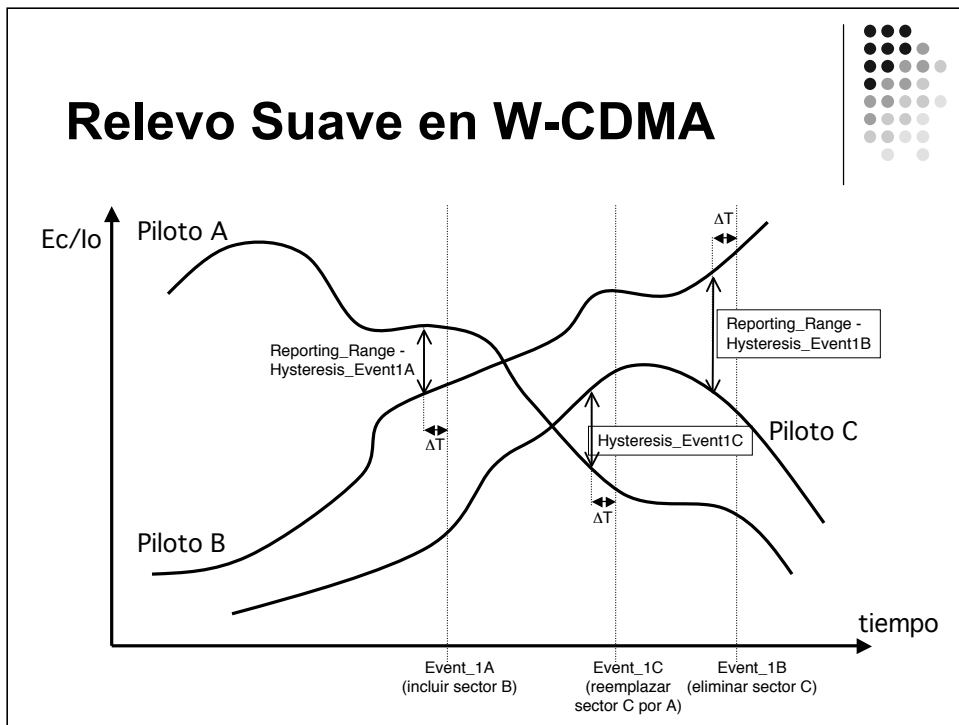 Relevo Suave en W-CDMA
Ec/Io
Piloto A
ΔT
Reporting_Range -
Hysteresis_Event1A
Reporting_Range -
Hysteresis_Event1B
ΔT
Hysteresis_Event1C
Piloto C
ΔT
Piloto B
tiempo
Event_1A
(incluir sector B)
Event_1C
(reemplazar
sector C por A)
Event_1B
(eliminar sector C)